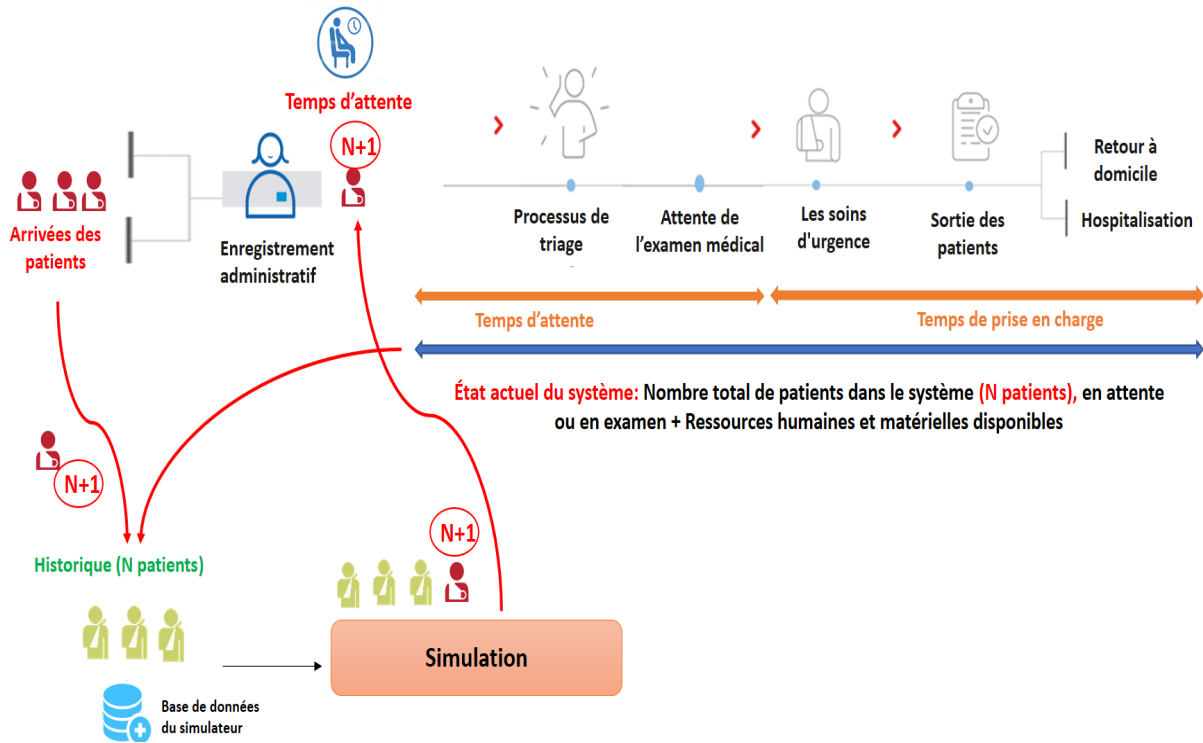 Temps d'attente
N+1
Arrivées des
patients
Enregistrement
administratif
Processus de
triage
Attente de
l'examen médical
Les soins
d'urgence
Sortie des
patients
Retour à
domicile
Hospitalisation
Temps d'attente
Temps de prise en charge
État actuel du système: Nombre total de patients dans le système (N patients), en attente
ou en examen + Ressources humaines et matérielles disponibles
N+1
Historique (N patients)
N+1
Simulation
Base de données
du simulateur